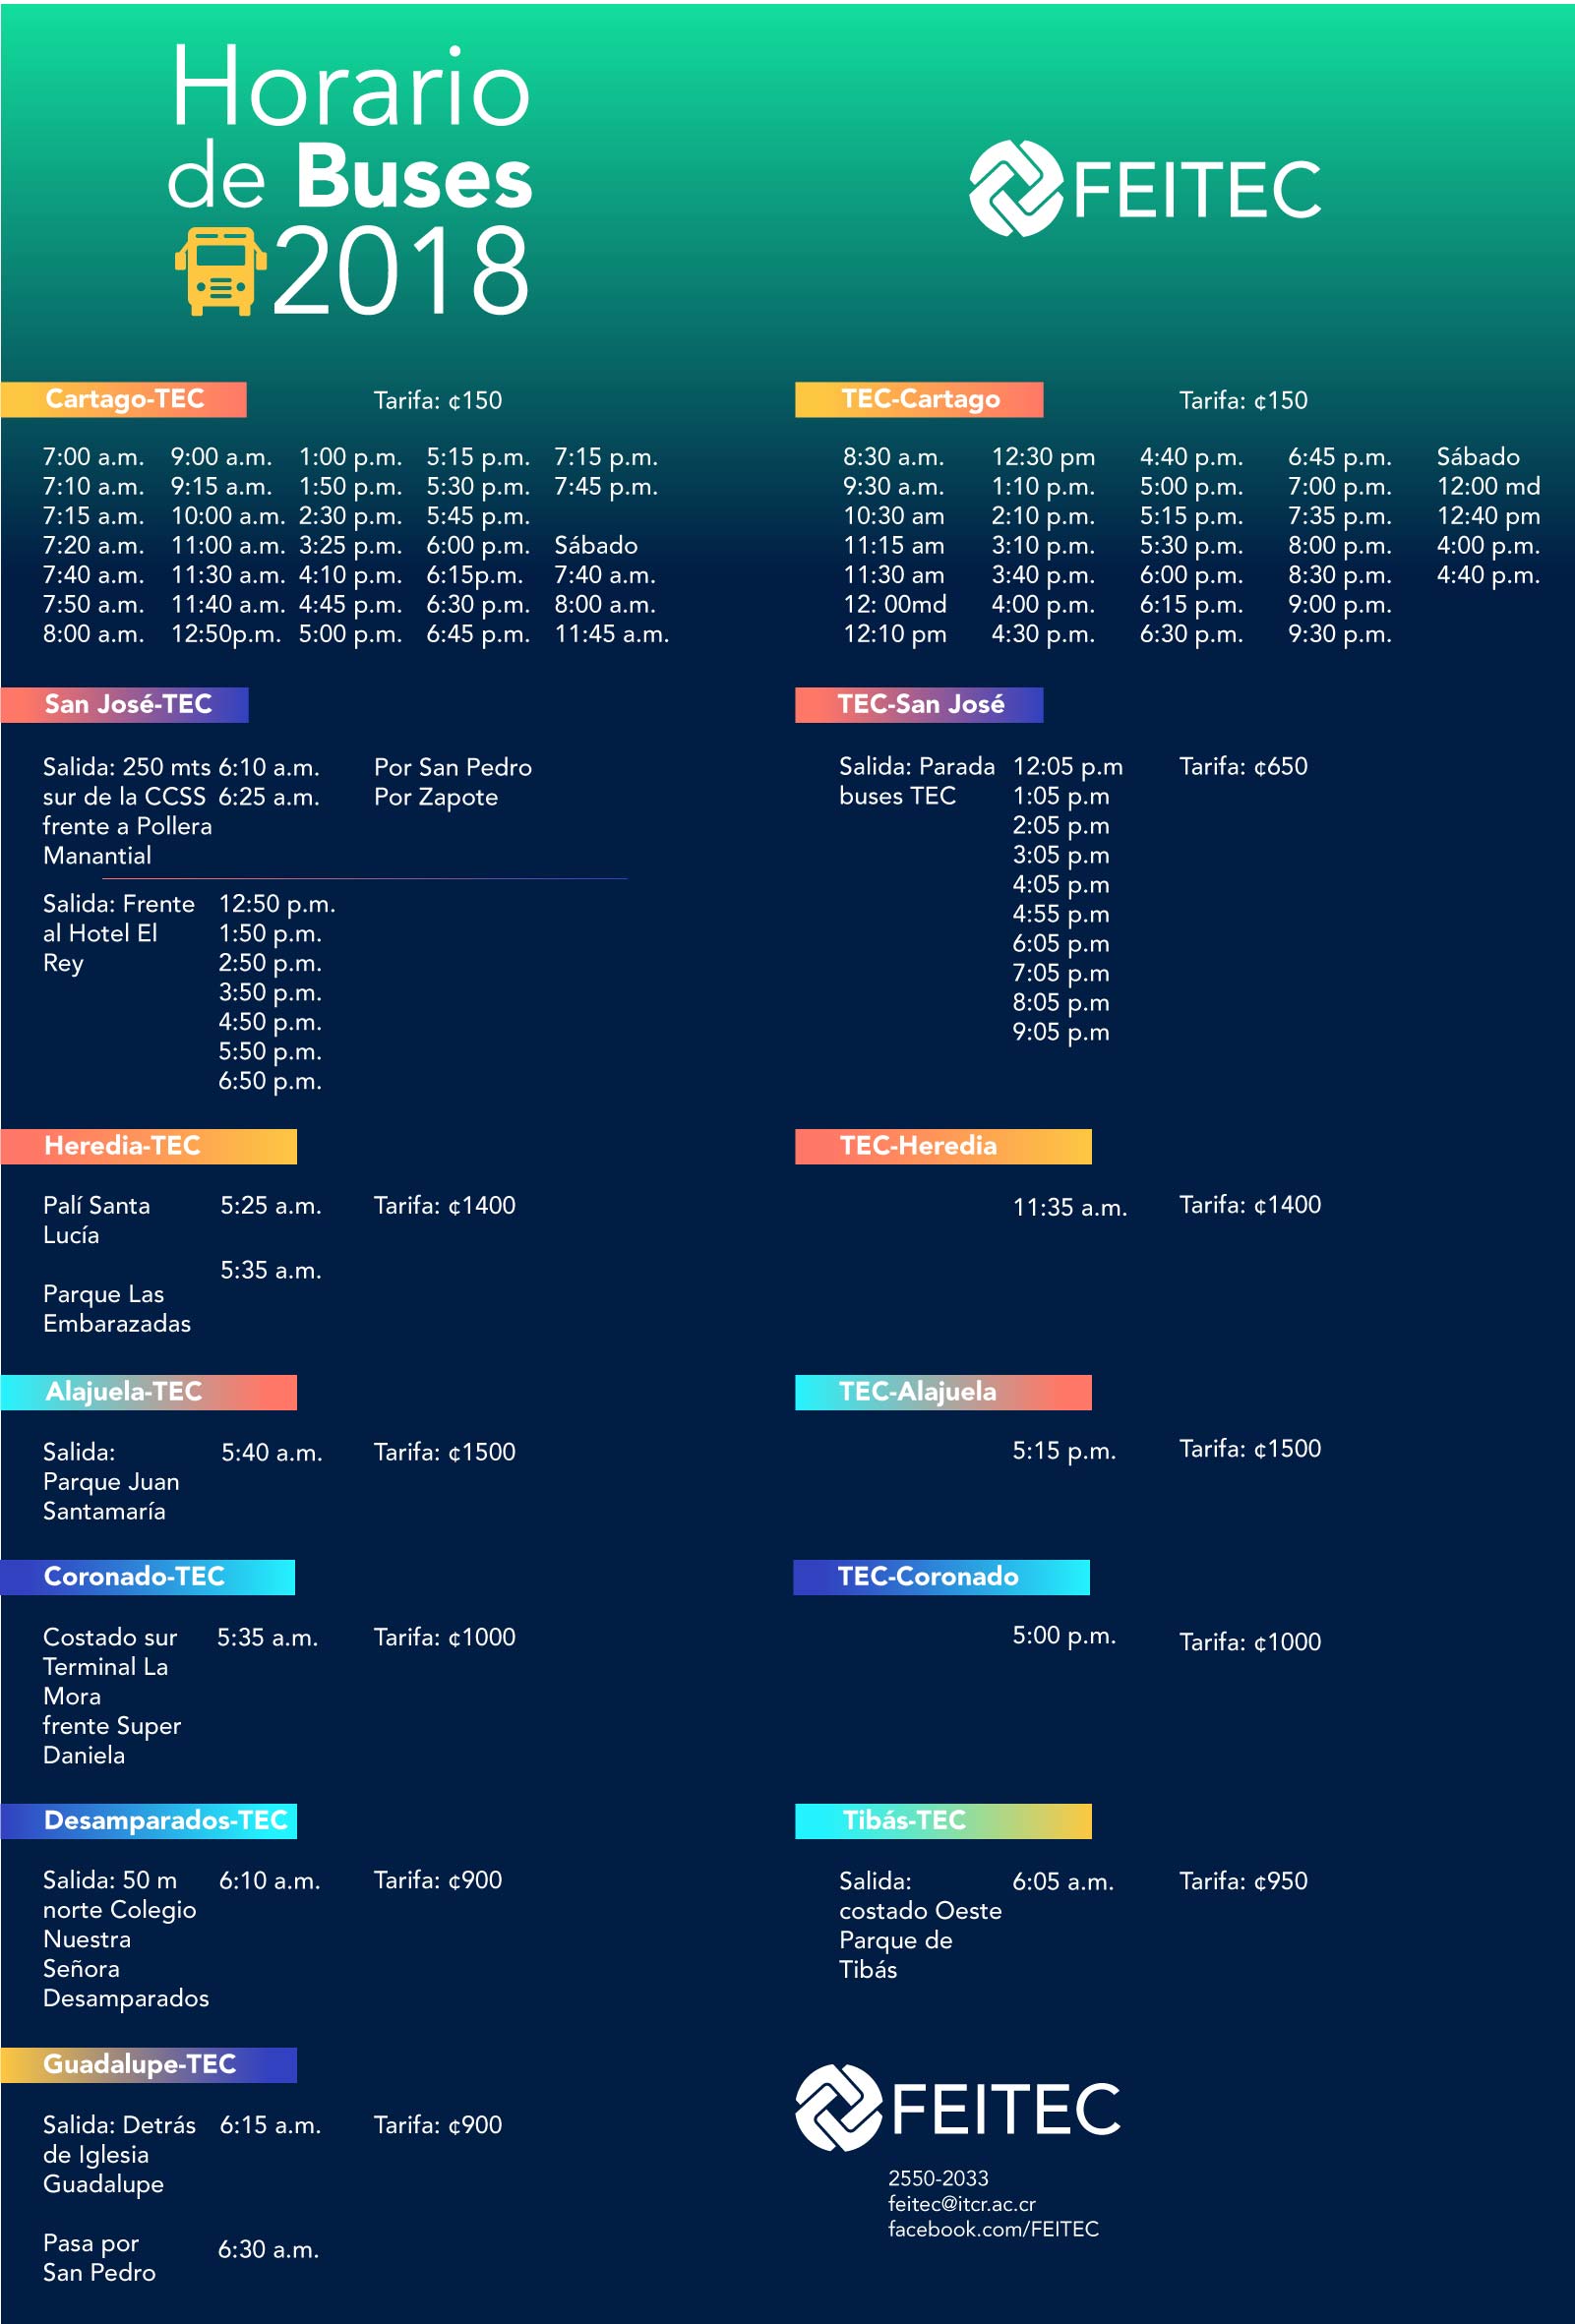 Horario
de Buses
2018
FEITEC
Cartago-TEC Tarifa: ¢150
7:00 a.m. 9:00 a.m. 1:00 p.m. 5:15 p.m. 7:15 p.m.
7:10 a.m. 9:15 a.m. 1:50 p.m. 5:30 p.m. 7:45 p.m.
7:15 a.m. 10:00 a.m. 2:30 p.m. 5:45 p.m.
7:20 a.m. 11:00 a.m. 3:25 p.m. 6:00 p.m. Sábado
7:40 a.m. 11:30 a.m. 4:10 p.m. 6:15p.m. 7:40 a.m.
7:50 a.m. 11:40 a.m. 4:45 p.m. 6:30 p.m. 8:00 a.m.
8:00 a.m. 12:50p.m. 5:00 p.m. 6:45 p.m. 11:45 a.m.
TEC-Cartago Tarifa: ¢150
8:30 a.m. 12:30 pm 4:40 p.m. 6:45 p.m. Sábado
9:30 a.m. 1:10 p.m. 5:00 p.m. 7:00 p.m. 12:00 md
10:30 am 2:10 p.m. 5:15 p.m. 7:35 p.m. 12:40 pm
11:15 am 3:10 p.m. 5:30 p.m. 8:00 p.m. 4:00 p.m.
11:30 am 3:40 p.m. 6:00 p.m. 8:30 p.m. 4:40 p.m.
12: 00md 4:00 p.m. 6:15 p.m. 9:00 p.m.
12:10 pm 4:30 p.m. 6:30 p.m. 9:30 p.m.
San José-TEC
Salida: 250 mts 6:10 a.m. Por San Pedro
sur de la CCSS 6:25 a.m. Por Zapote
frente a Pollera
Manantial
Salida: Frente 12:50 p.m.
al Hotel El 1:50 p.m.
Rey 2:50 p.m.
3:50 p.m.
4:50 p.m.
5:50 p.m.
6:50 p.m.
TEC-San José
Salida: Parada 12:05 p.m Tarifa: ¢650
buses TEC 1:05 p.m
2:05 p.m
3:05 p.m
4:05 p.m
4:55 p.m
6:05 p.m
7:05 p.m
8:05 p.m
9:05 p.m
Heredia-TEC
Palí Santa 5:25 a.m. Tarifa: ¢1400
Lucía
5:35 a.m.
Parque Las
Embarazadas
TEC-Heredia
11:35 a.m. Tarifa: ¢1400
Alajuela-TEC
Salida: 5:40 a.m. Tarifa: ¢1500
Parque Juan
Santamaría
TEC-Alajuela
5:15 p.m. Tarifa: ¢1500
Coronado-TEC
Costado sur 5:35 a.m. Tarifa: ¢1000
Terminal La
Mora
frente Super
Daniela
TEC-Coronado
5:00 p.m. Tarifa: ¢1000
Desamparados-TEC
Salida: 50 m 6:10 a.m. Tarifa: ¢900
norte Colegio
Nuestra
Señora
Desamparados
Tibás-TEC
Salida: 6:05 a.m. Tarifa: ¢950
costado Oeste
Parque de
Tibás
Guadalupe-TEC
Salida: Detrás 6:15 a.m. Tarifa: ¢900
de Iglesia
Guadalupe
Pasa por 6:30 a.m.
San Pedro
FEITEC
2550-2033
feitec@itcr.ac.cr
facebook.com/FEITEC